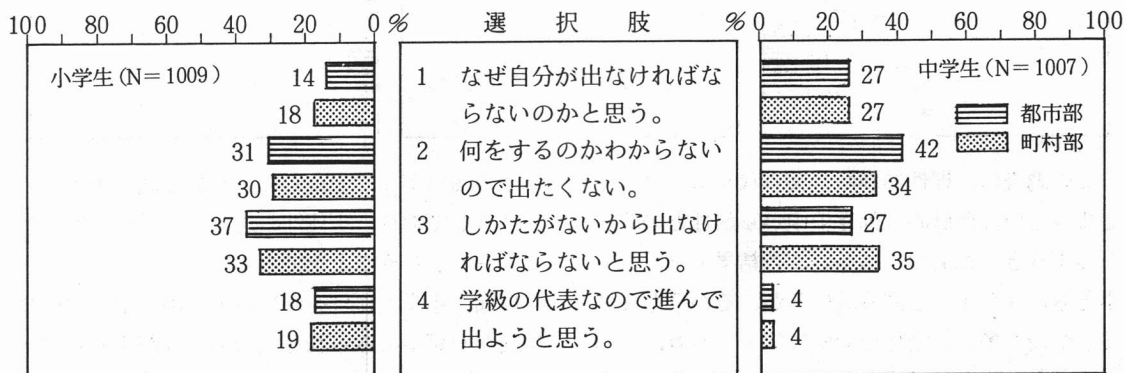 100 80 60 40 20 0 % 選択肢 % 0 20 40 60 80 100
小学生(N=1009)
中学生(N=1007)
都市部
町村部
14 1 なぜ自分が出なければな 27
18 らないのかと思う。 27
31 2 何をするのかわからない 42
30 ので出たくない。 34
37 3 しかたがないから出なけ 27
33 ればならないと思う。 35
18 4 学級の代表なので進んで 4
19 出ようと思う。 4